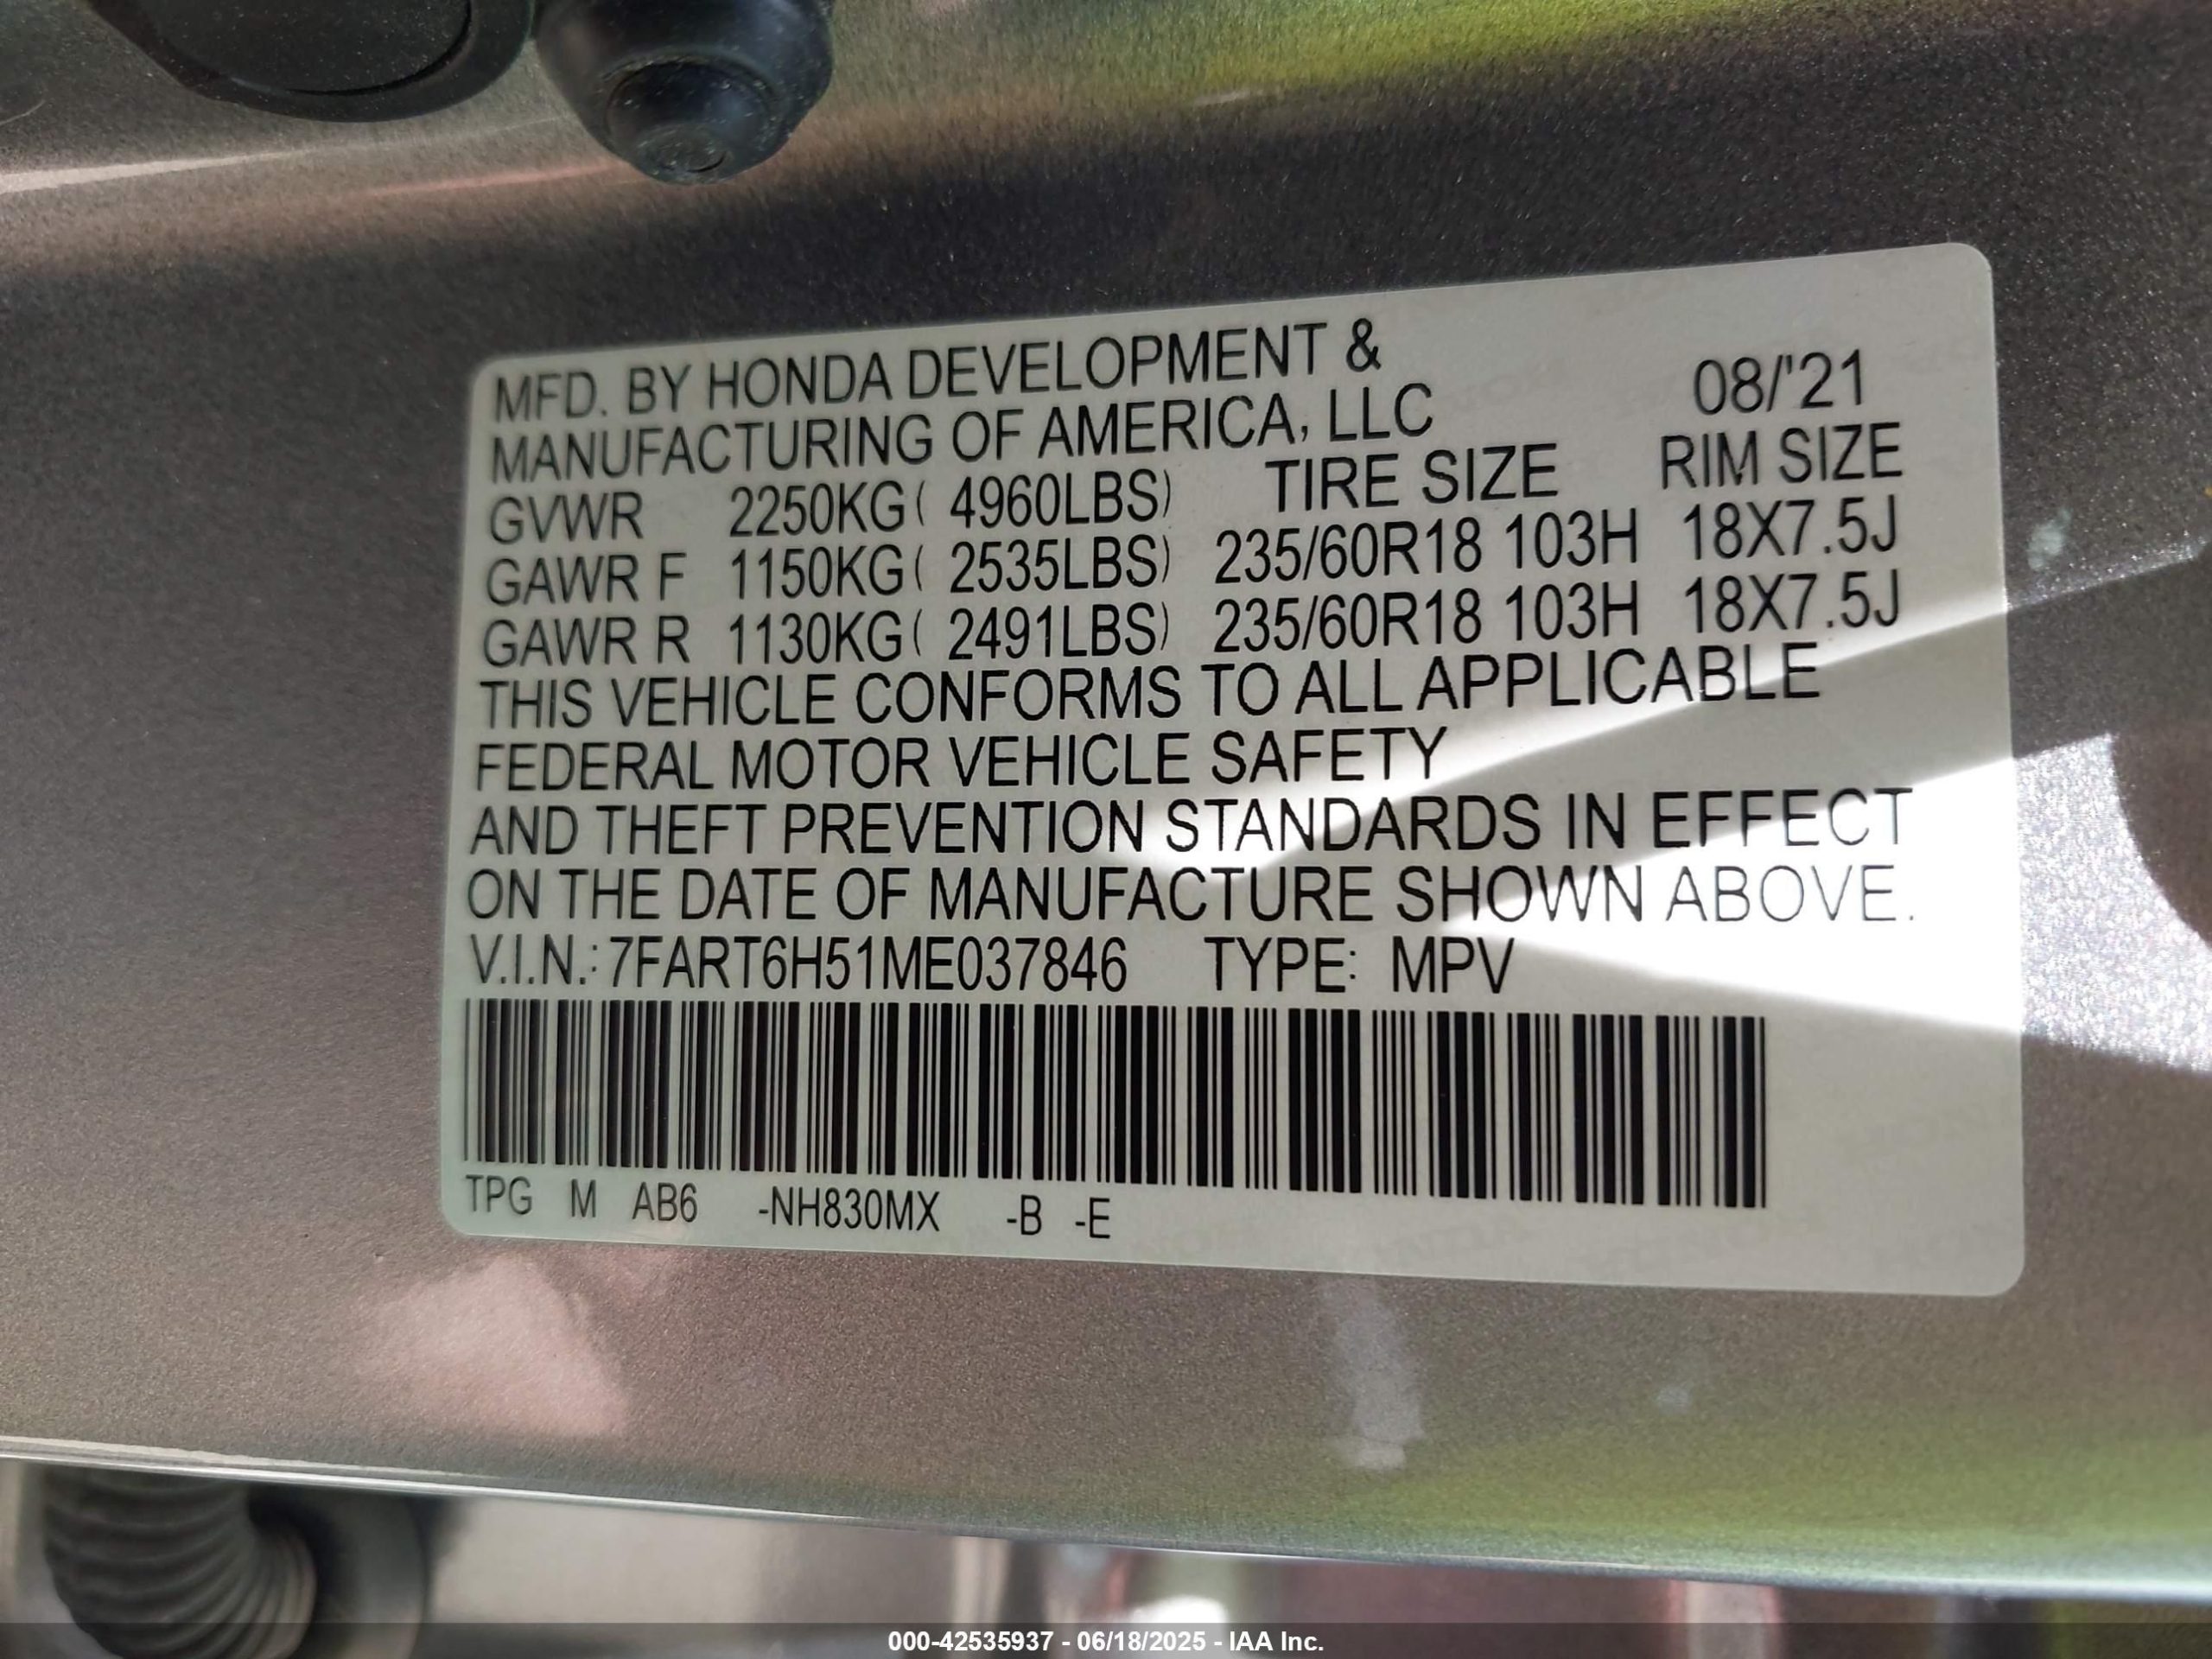 MFD. BY HONDA DEVELOPMENT &
MANUFACTURING OF AMERICA, LLC 08/'21
GVWR 2250KG( 4960LBS) TIRE SIZE RIM SIZE
GAWR F 1150KG( 2535LBS) 235/60R18 103H 18X7.5J
GAWR R 1130KG( 2491LBS) 235/60R18 103H 18X7.5J
THIS VEHICLE CONFORMS TO ALL APPLICABLE
FEDERAL MOTOR VEHICLE SAFETY
AND THEFT PREVENTION STANDARDS IN EFFECT
ON THE DATE OF MANUFACTURE SHOWN ABOVE.
V.I.N.: 7FART6H51ME037846 TYPE: MPV
TPG M AB6 -NH830MX -B -E
000-42535937 - 06/18/2025 - IAA Inc.